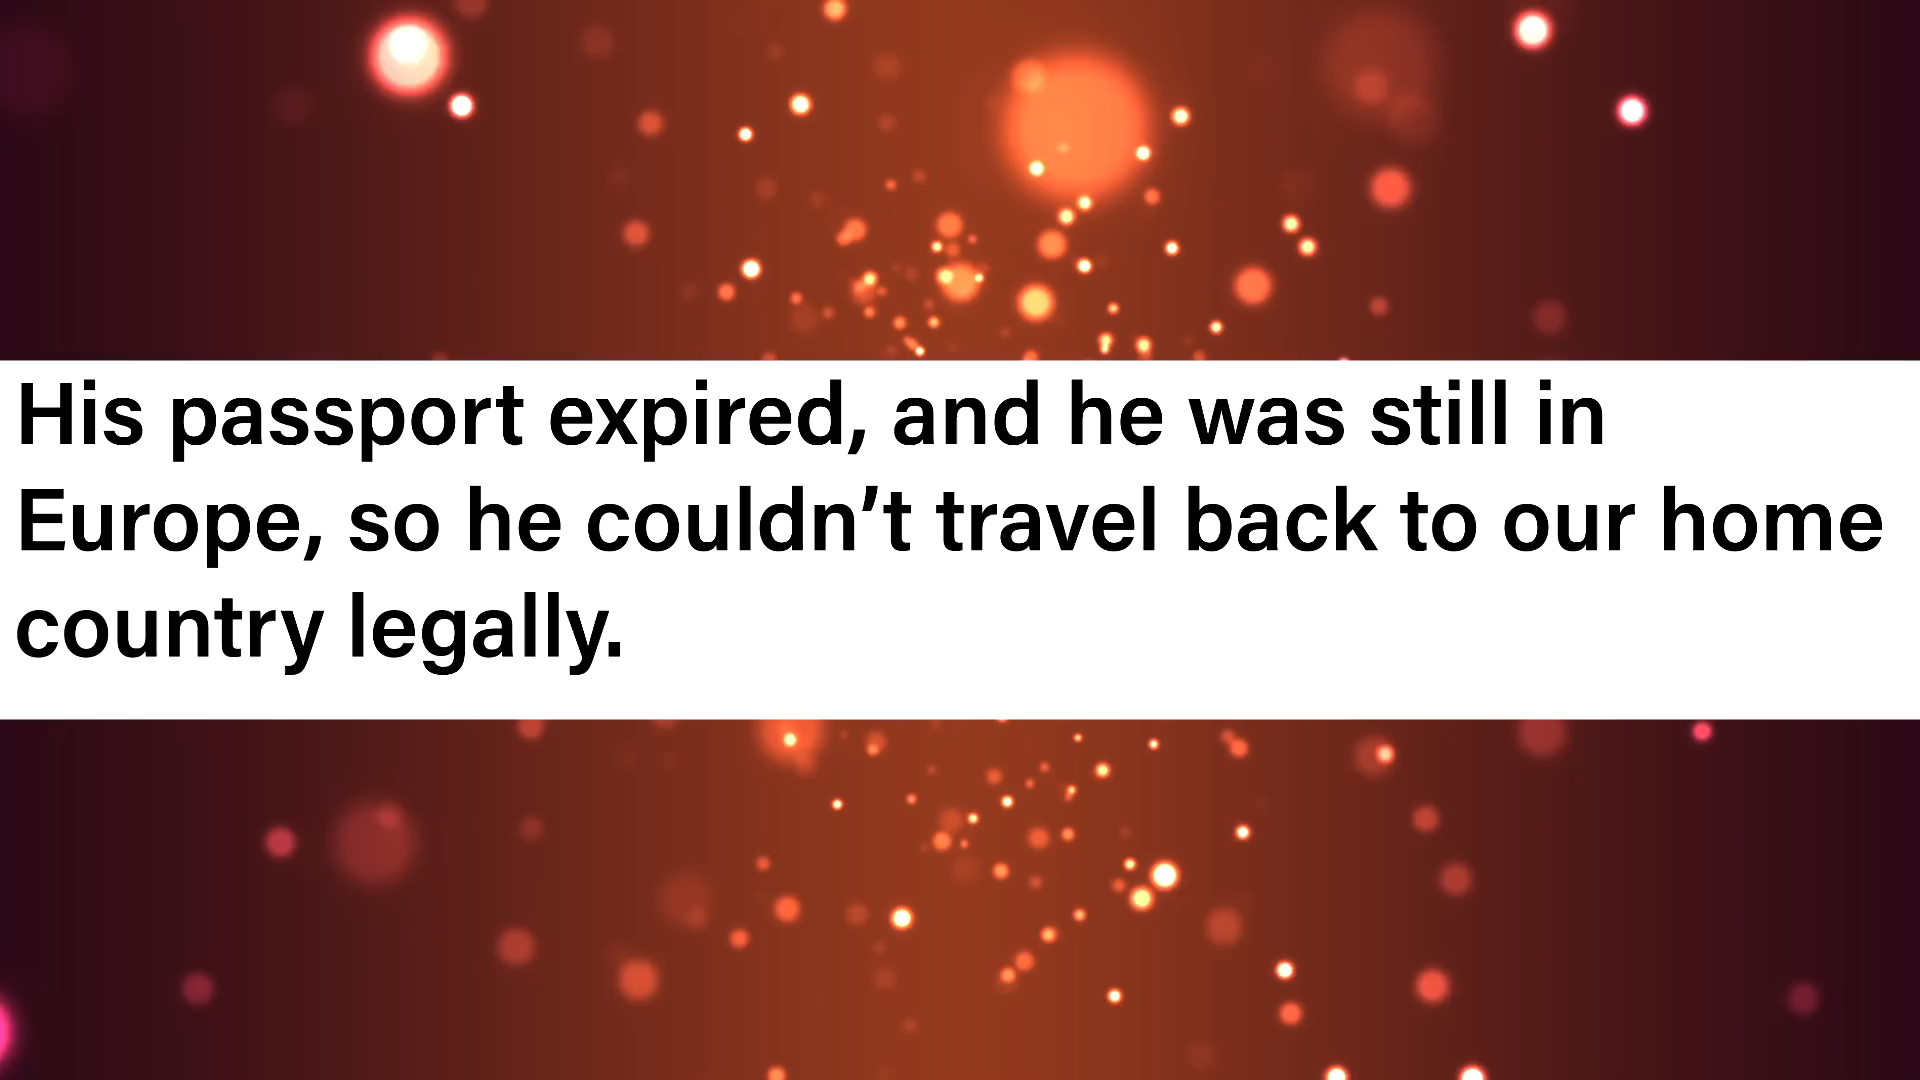 His passport expired, and he was still in
Europe, so he couldn’t travel back to our home
country legally.